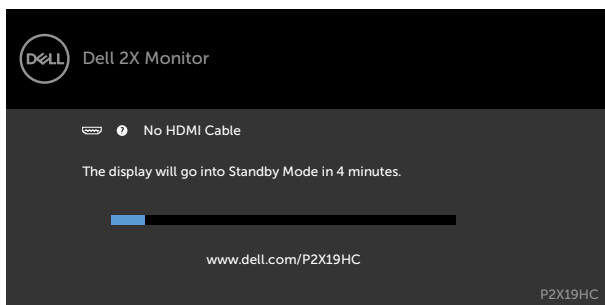 DELL
Dell 2X Monitor
No HDMI Cable
The display will go into Standby Mode in 4 minutes.
www.dell.com/P2X19HC
P2X19HC